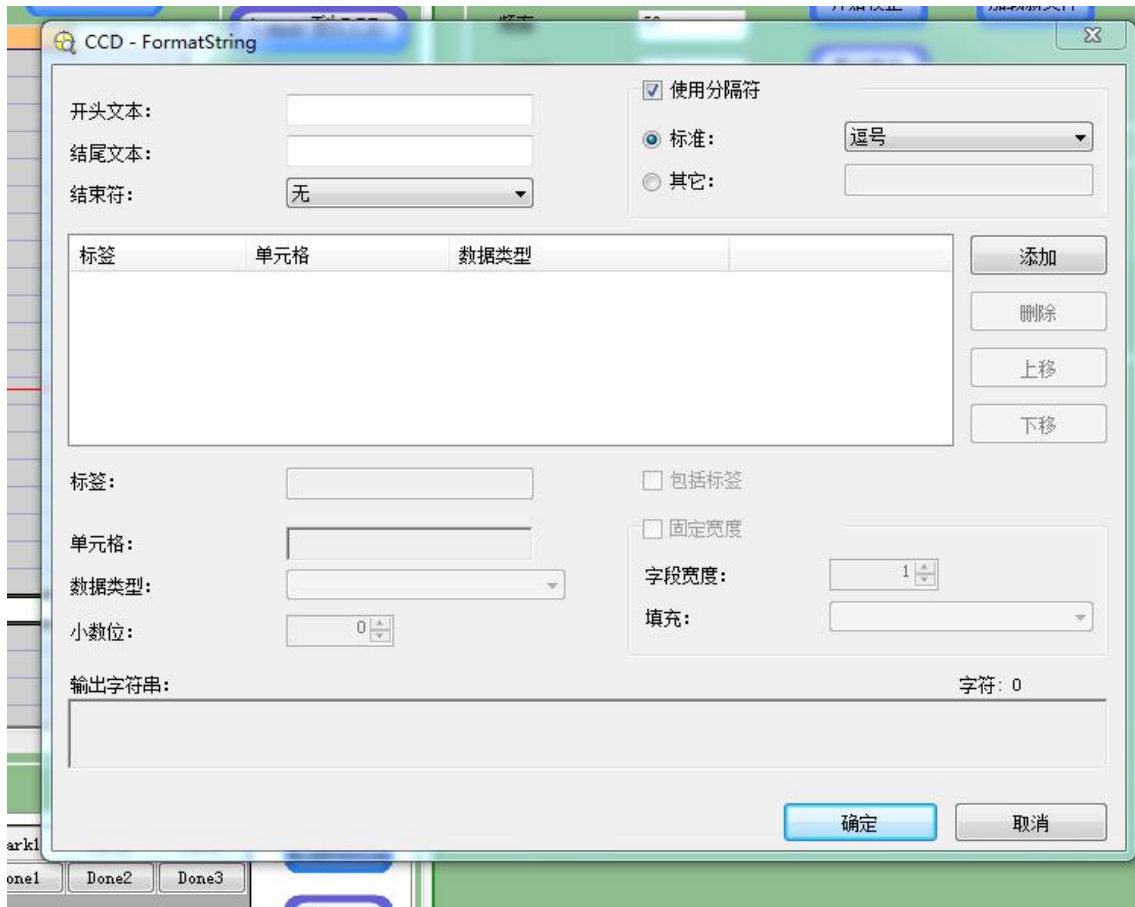 CCD - FormatString
开头文本:
结尾文本:
结束符:
无
使用分隔符
标准:
逗号
其它:
标签 单元格 数据类型
添加
删除
上移
下移
标签:
包括标签
单元格:
固定宽度
数据类型:
字段宽度: 1
小数位: 0
填充:
输出字符串:
字符: 0
确定
取消
ark1
one1 Done2 Done3